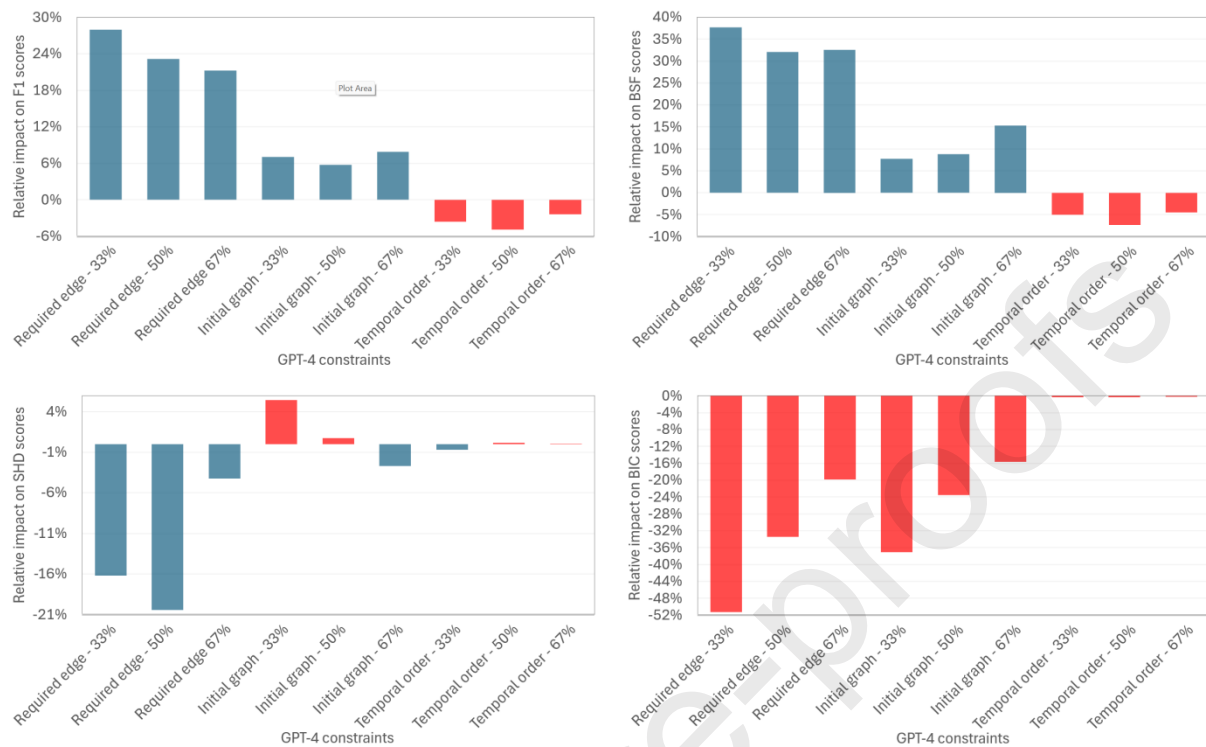 30%
24%
18%
12%
6%
0%
-6%
Relative impact on F1 scores
Plot Area
Required edge - 33%
Required edge - 50%
Required edge 67%
Initial graph - 33%
Initial graph - 50%
Initial graph - 67%
Temporal order - 33%
Temporal order - 50%
Temporal order - 67%
GPT-4 constraints
40%
35%
30%
25%
20%
15%
10%
5%
0%
-5%
-10%
Relative impact on BSF scores
Required edge - 33%
Required edge - 50%
Required edge 67%
Initial graph - 33%
Initial graph - 50%
Initial graph - 67%
Temporal order - 33%
Temporal order - 50%
Temporal order - 67%
GPT-4 constraints
4%
-1%
-6%
-11%
-16%
-21%
Relative impact on SHD scores
Required edge - 33%
Required edge - 50%
Required edge 67%
Initial graph - 33%
Initial graph - 50%
Initial graph - 67%
Temporal order - 33%
Temporal order - 50%
Temporal order - 67%
GPT-4 constraints
0%
-4%
-8%
-12%
-16%
-20%
-24%
-28%
-32%
-36%
-40%
-44%
-48%
-52%
Relative impact on BIC scores
Required edge - 33%
Required edge - 50%
Required edge 67%
Initial graph - 33%
Initial graph - 50%
Initial graph - 67%
Temporal order - 33%
Temporal order - 50%
Temporal order - 67%
GPT-4 constraints
e-proofs